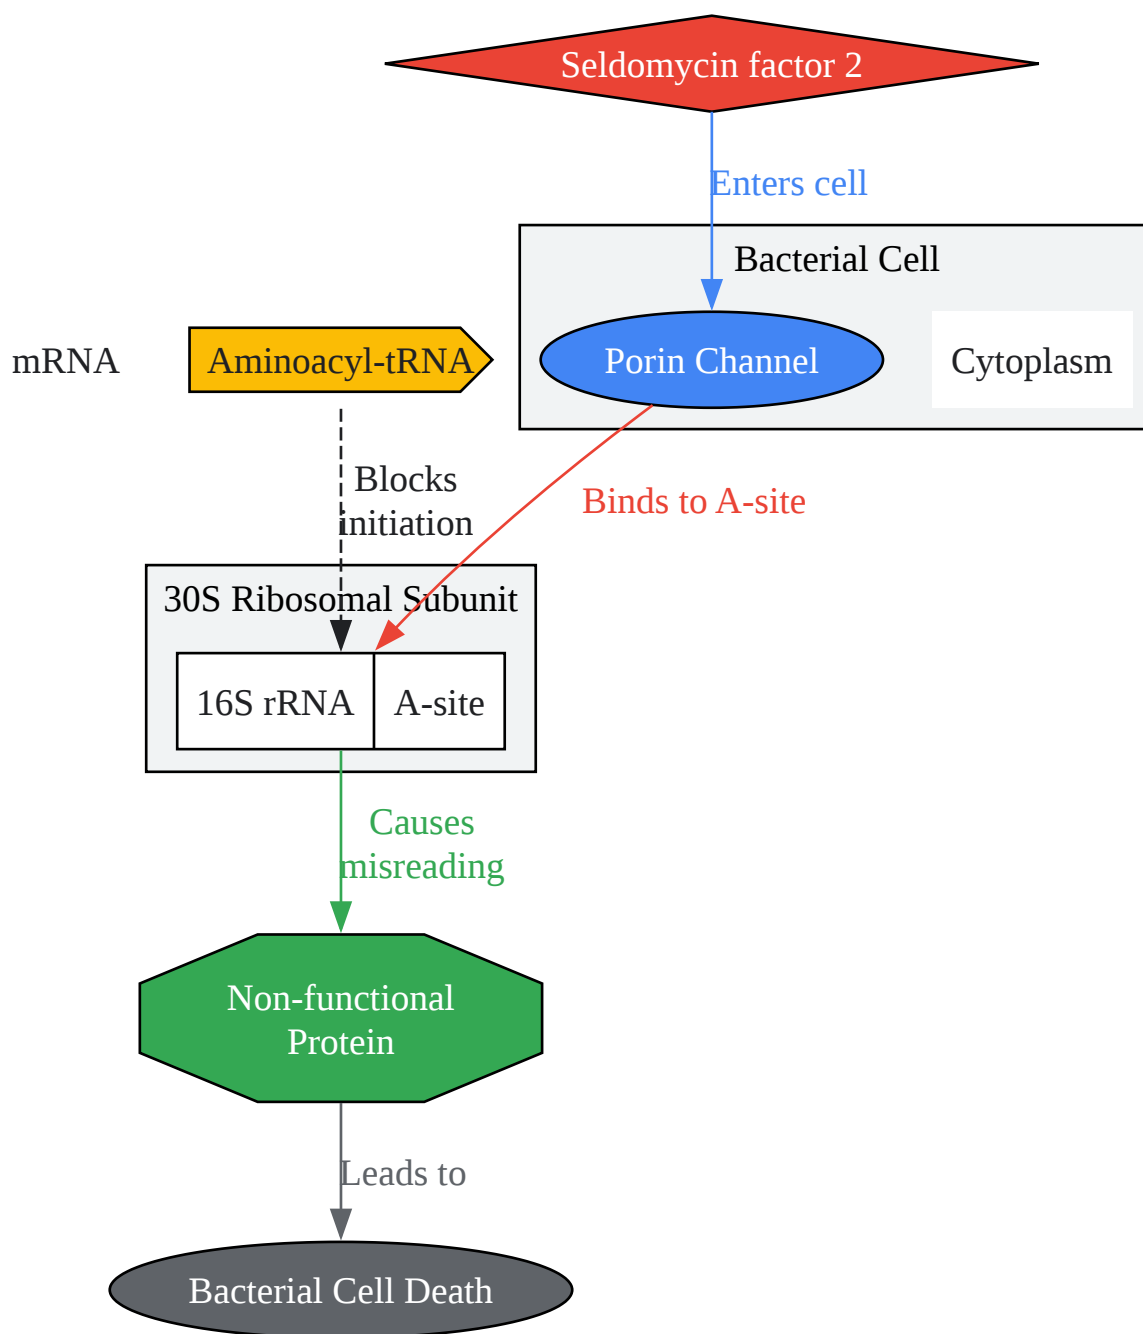 Seldomycin factor 2
Enters cell
Bacterial Cell
mRNA
Aminoacyl-tRNA
Porin Channel
Cytoplasm
Blocks
initiation
Binds to A-site
30S Ribosomal Subunit
16S rRNA
A-site
Causes
misreading
Non-functional
Protein
Leads to
Bacterial Cell Death